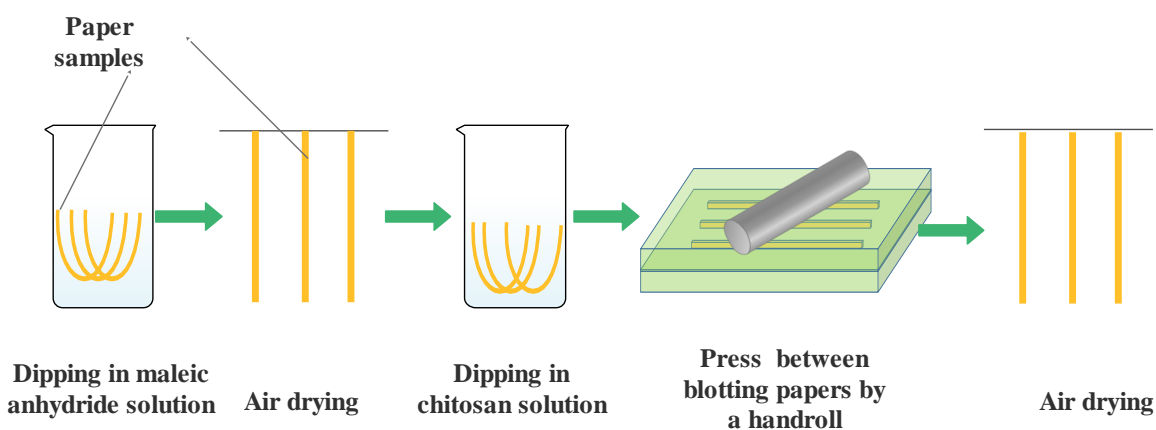 Paper
samples
Dipping in maleic
anhydride solution
Air drying
Dipping in
chitosan solution
Press between
blotting papers by
a handroll
Air drying